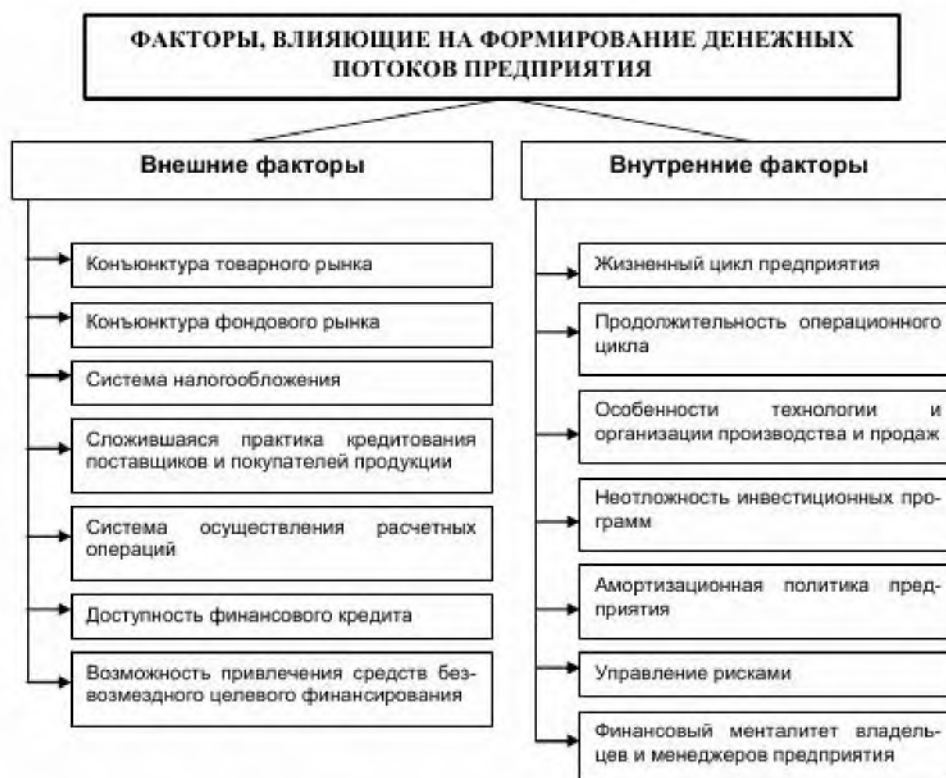 ФАКТОРЫ, ВЛИЯЮЩИЕ НА ФОРМИРОВАНИЕ ДЕНЕЖНЫХ
ПОТОКОВ ПРЕДПРИЯТИЯ
Внешние факторы
Конъюнктура товарного рынка
Конъюнктура фондового рынка
Система налогообложения
Сложившаяся практика кредитования
поставщиков и покупателей продукции
Система осуществления расчетных
операций
Доступность финансового кредита
Возможность привлечения средств без-
возмездного целевого финансирования
Внутренние факторы
Жизненный цикл предприятия
Продолжительность операционного
цикла
Особенности технологии и
организации производства и продаж
Неотложность инвестиционных про-
грамм
Амортизационная политика пред-
приятия
Управление рисками
Финансовый менталитет владель-
цев и менеджеров предприятия